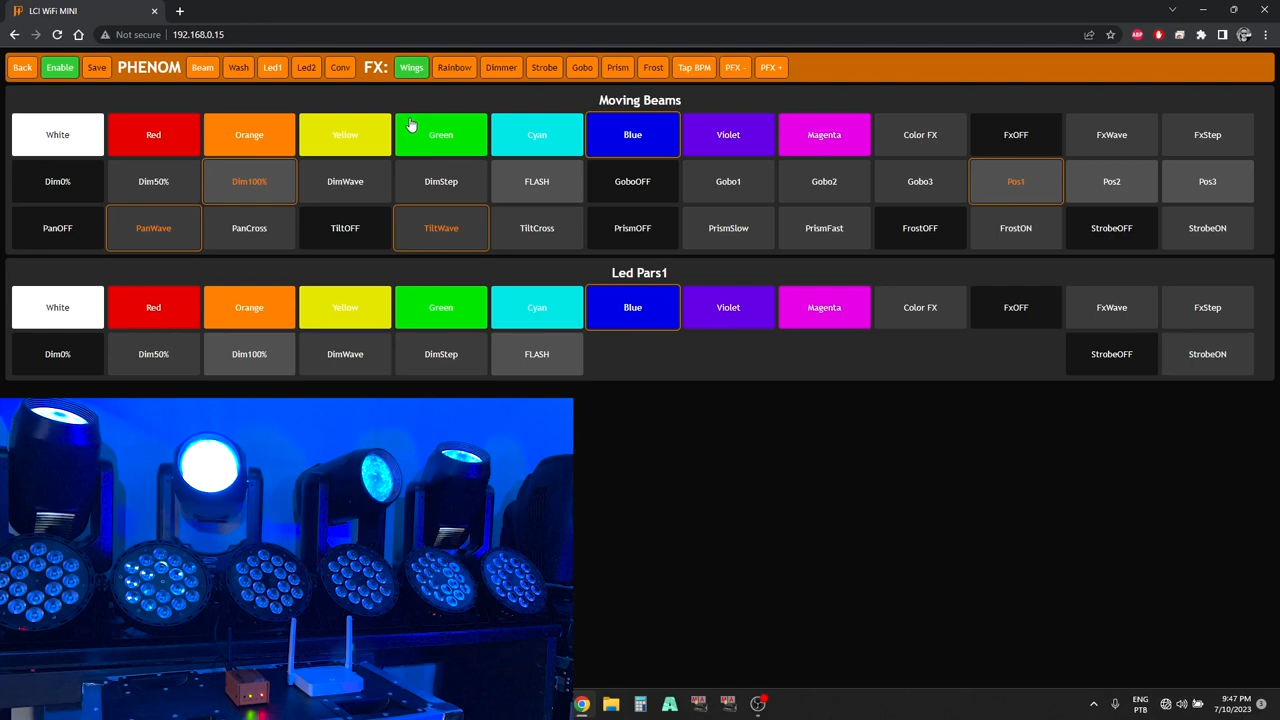 LCI WiFi MINI
Not secure 192.168.0.15
Back Enable Save PHENOM Beam Wash Led1 Led2 Conv FX: Wings Rainbow Dimmer Strobe Gobo Prism Frost Tap BPM PFX - PFX +
Moving Beams
White Red Orange Yellow Green Cyan Blue Violet Magenta Color FX FxOFF FxWave FxStep
Dim0% Dim50% Dim100% DimWave DimStep FLASH GoboOFF Gobo1 Gobo2 Gobo3 Pos1 Pos2 Pos3
PanOFF PanWave PanCross TiltOFF TiltWave TiltCross PrismOFF PrismSlow PrismFast FrostOFF FrostON StrobeOFF StrobeON
Led Pars1
White Red Orange Yellow Green Cyan Blue Violet Magenta Color FX FxOFF FxWave FxStep
Dim0% Dim50% Dim100% DimWave DimStep FLASH StrobeOFF StrobeON
ENG 9:47 PM
PTB 7/10/2023